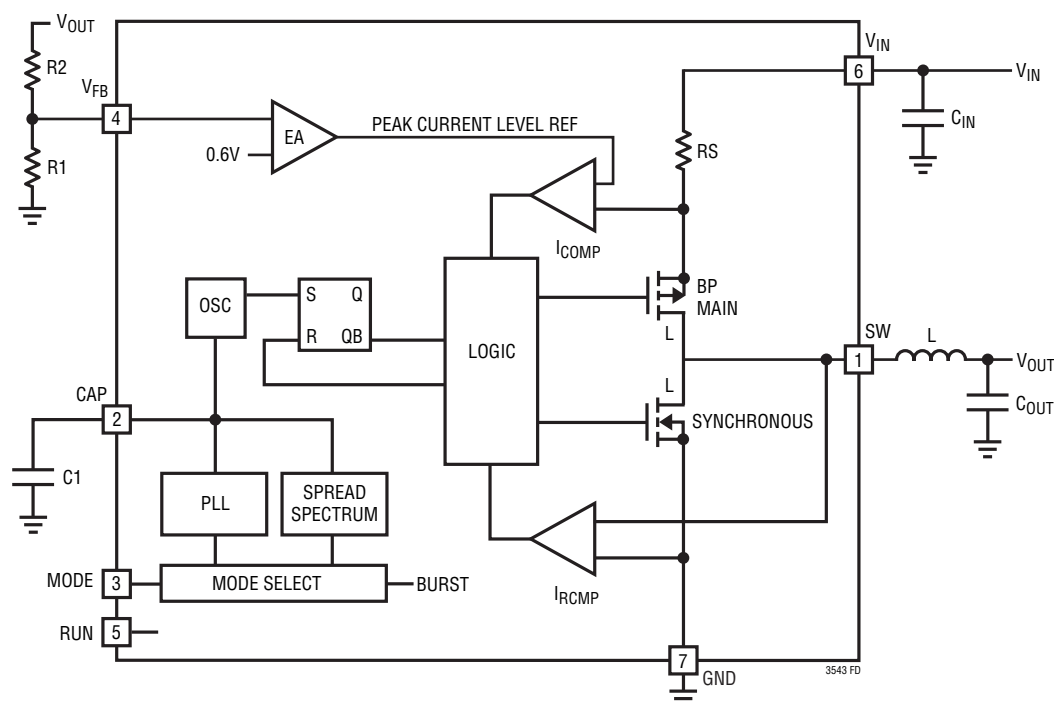 VOUT
R2
VFB
4
R1
0.6V
EA
PEAK CURRENT LEVEL REF
VIN
6
VIN
CIN
RS
ICOMP
BP
MAIN
L
OSC
S
Q
R
QB
LOGIC
SW
1
L
VOUT
COUT
L
SYNCHRONOUS
CAP
2
C1
PLL
SPREAD
SPECTRUM
IRCMP
MODE
3
MODE SELECT
BURST
RUN
5
7
GND
3543 FD